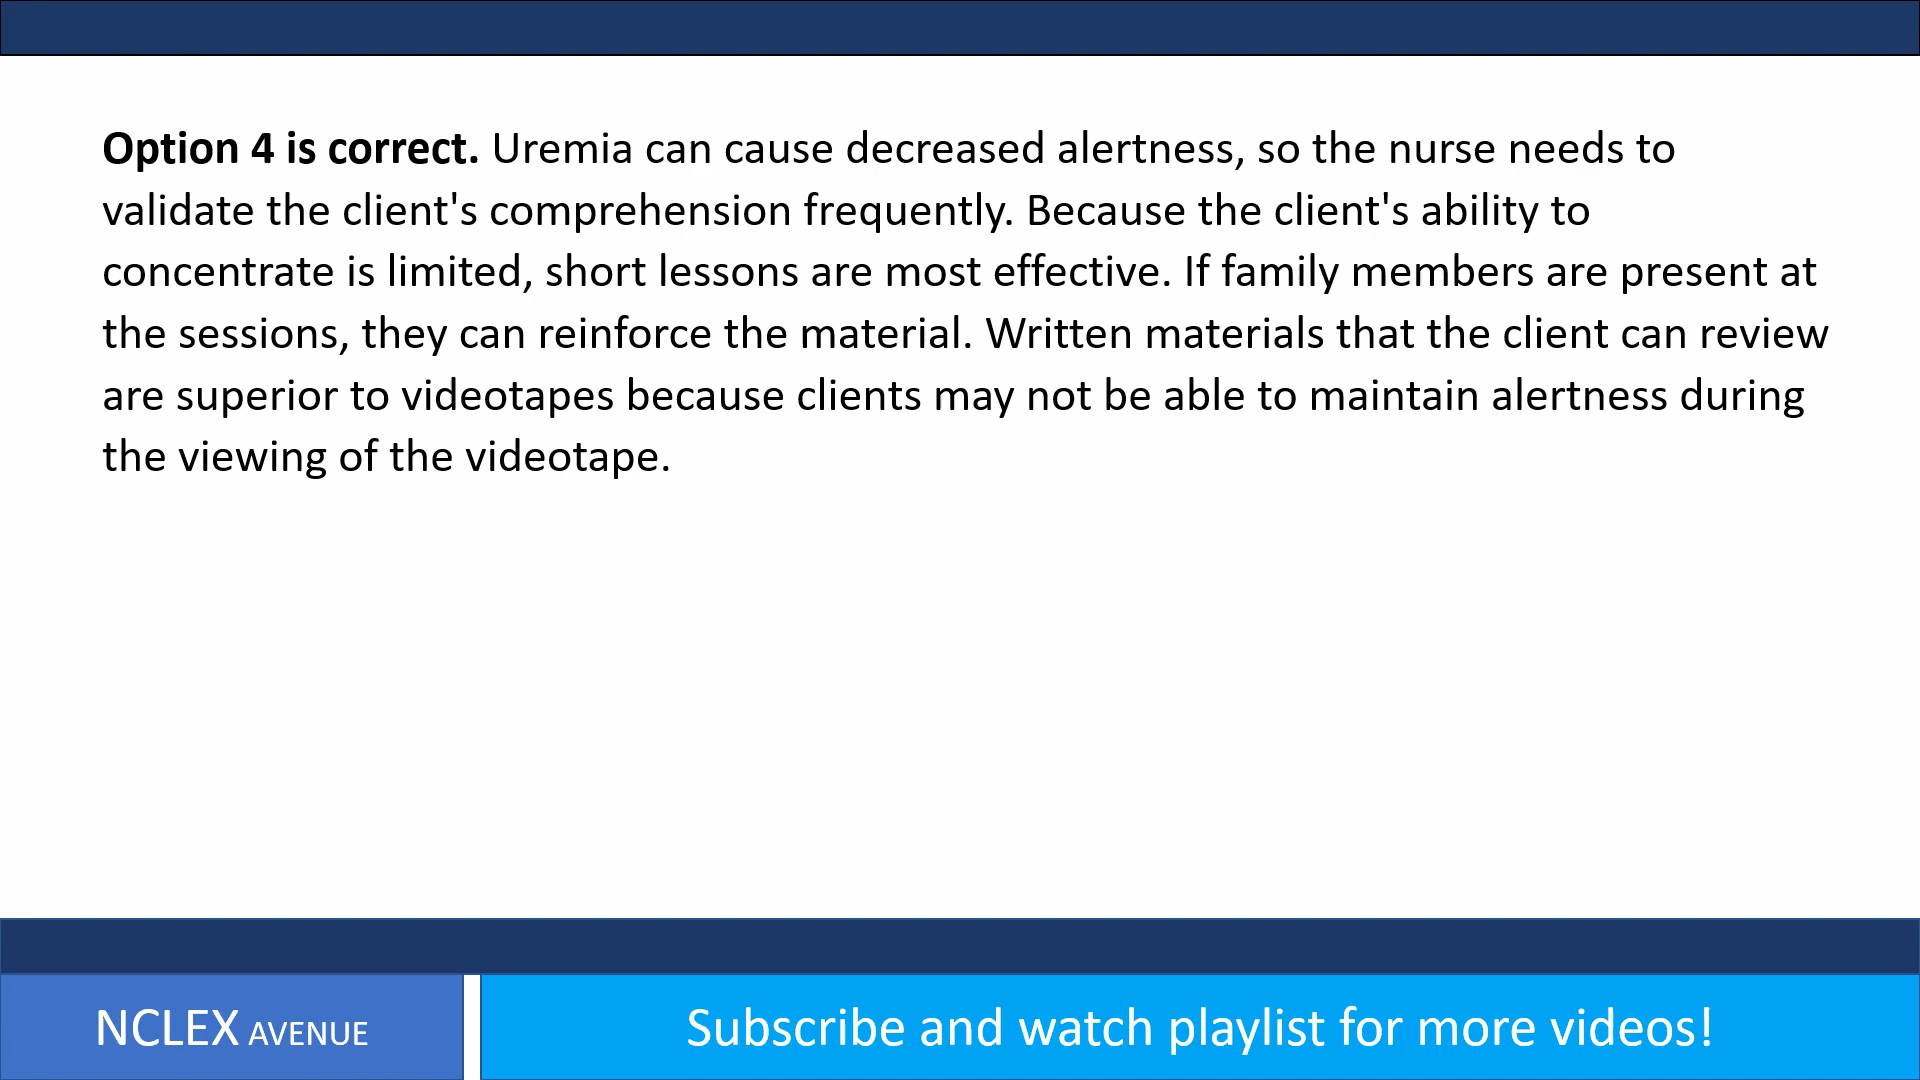 Option 4 is correct. Uremia can cause decreased alertness, so the nurse needs to
validate the client's comprehension frequently. Because the client's ability to
concentrate is limited, short lessons are most effective. If family members are present at
the sessions, they can reinforce the material. Written materials that the client can review
are superior to videotapes because clients may not be able to maintain alertness during
the viewing of the videotape.
NCLEX AVENUE
Subscribe and watch playlist for more videos!